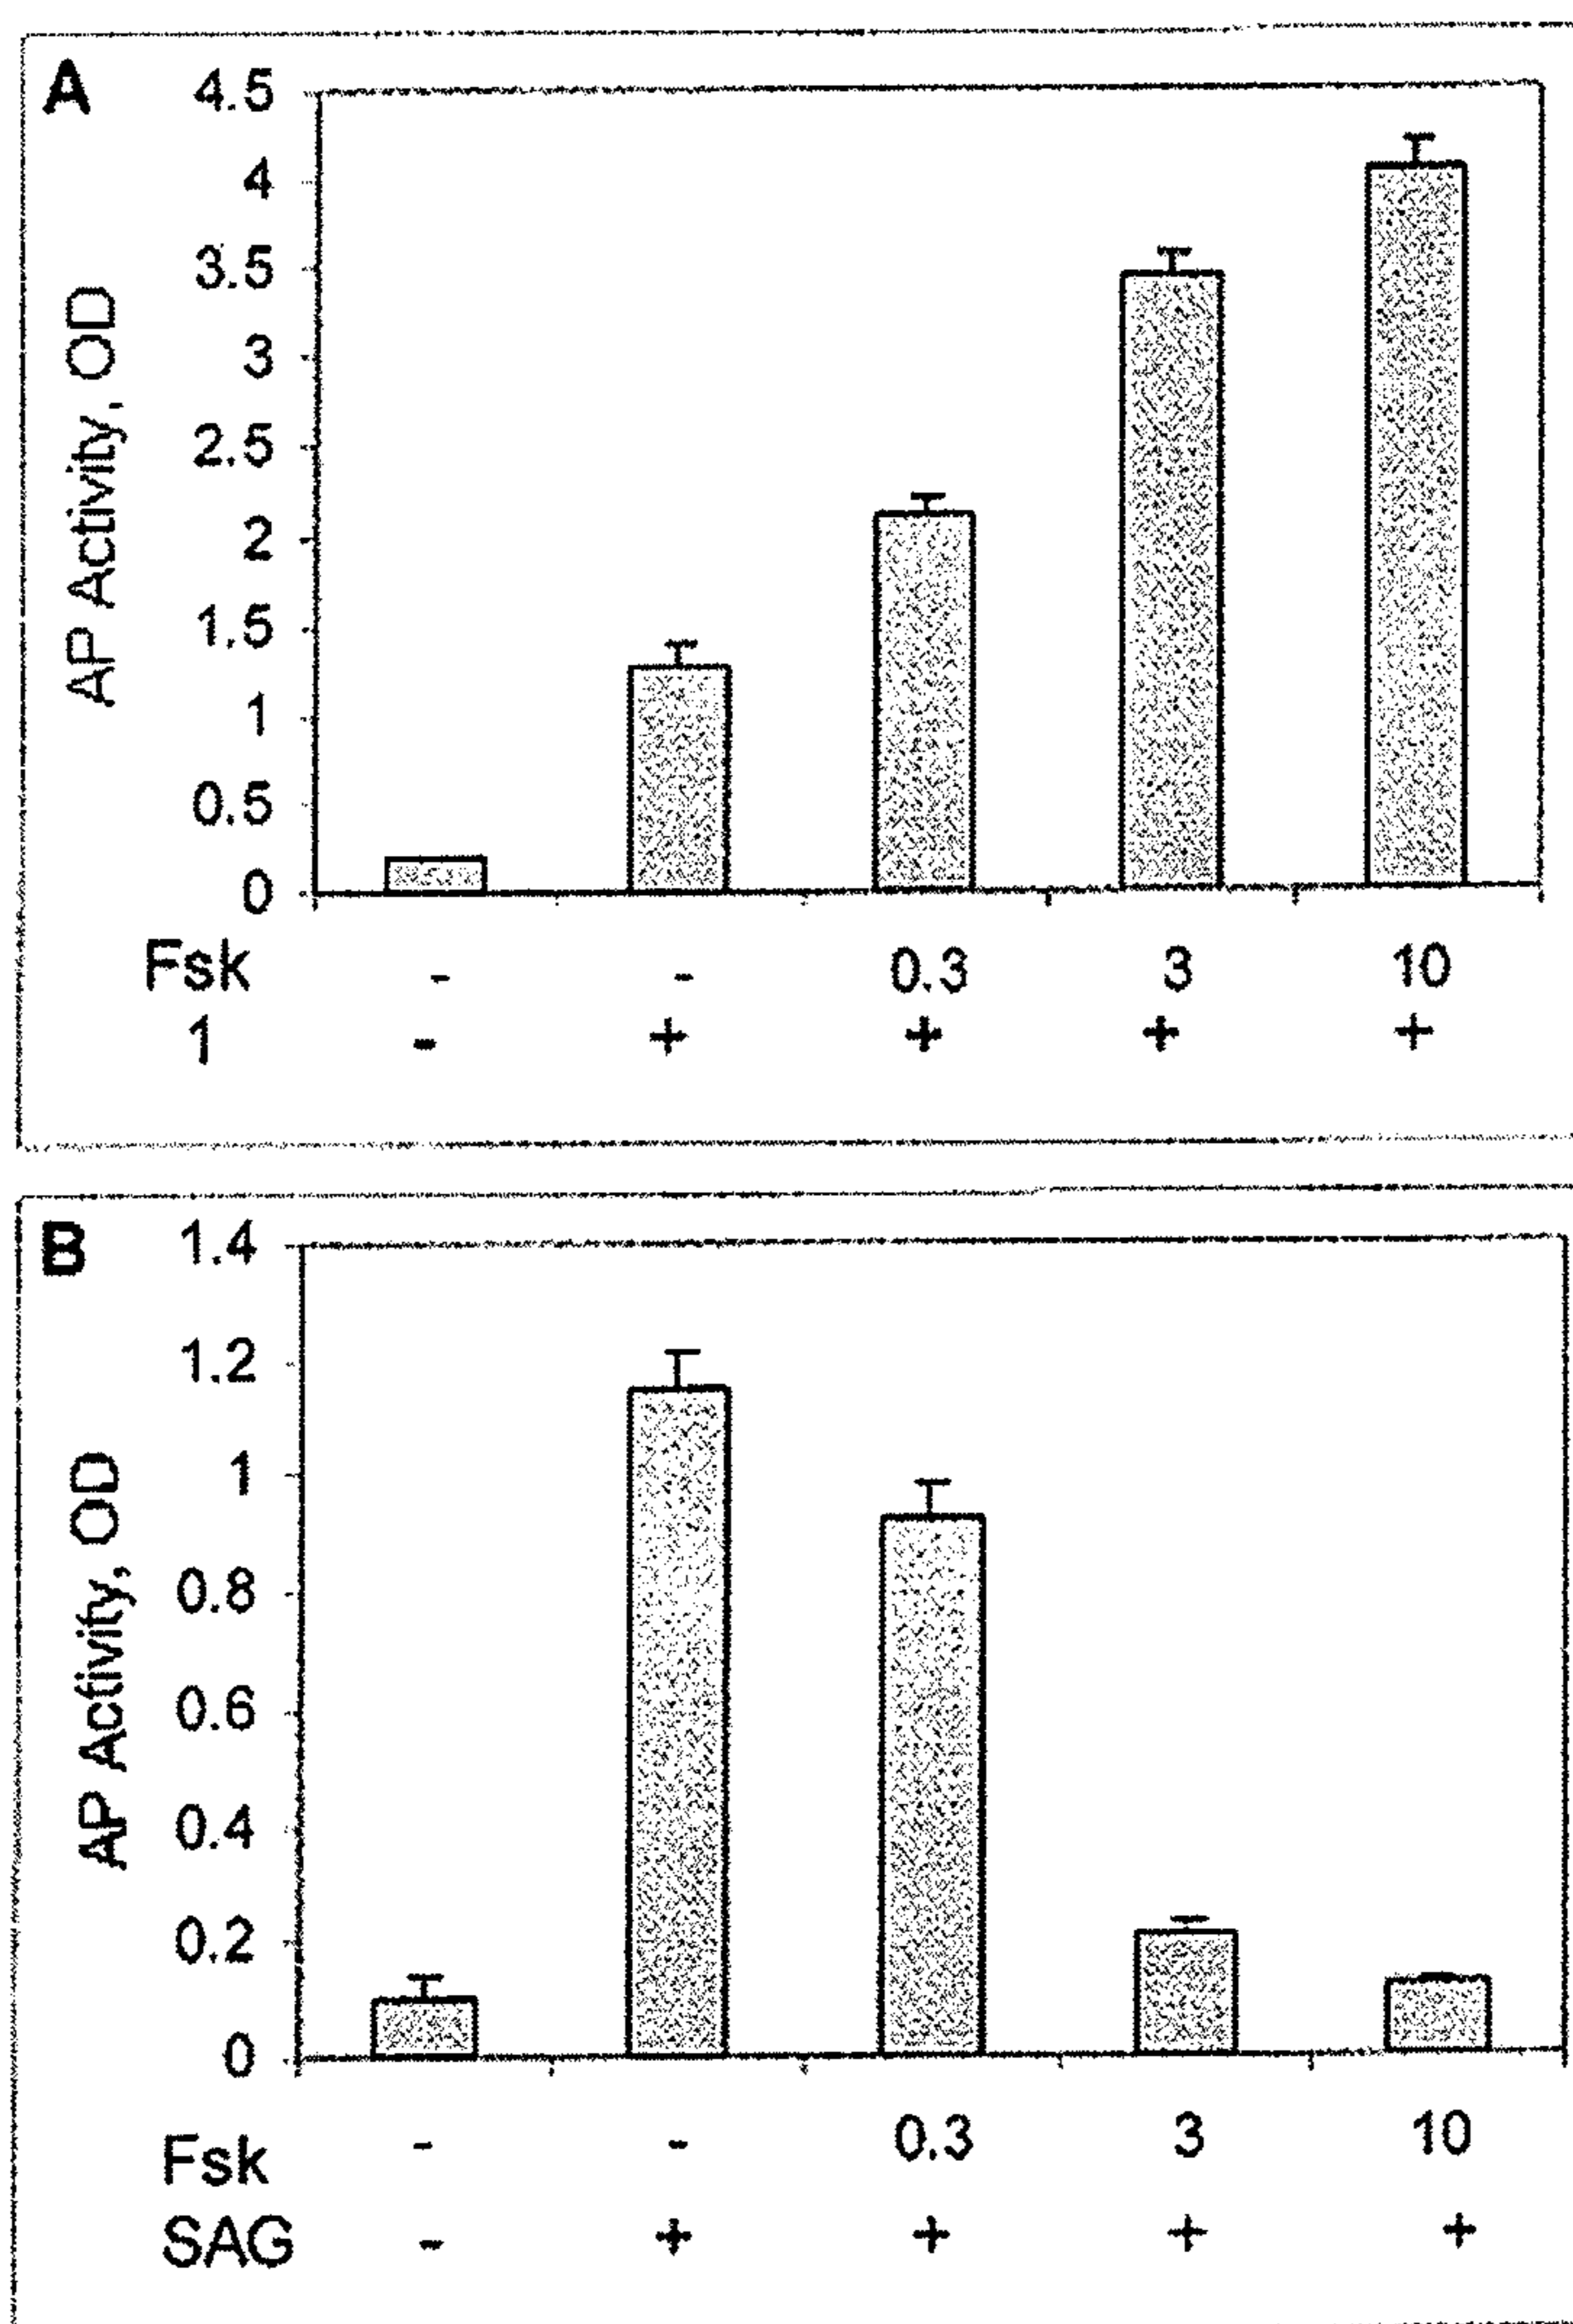 A
4.5
4
3.5
3
2.5
2
1.5
1
0.5
0
AP Activity, OD
Fsk - - 0.3 3 10
1 - + + + +
B
1.4
1.2
1
0.8
0.6
0.4
0.2
0
AP Activity, OD
Fsk - - 0.3 3 10
SAG - + + + +